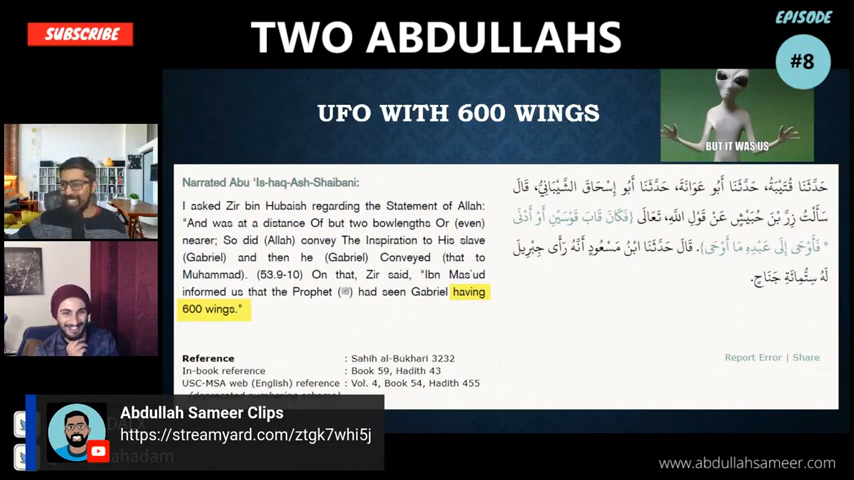 SUBSCRIBE
TWO ABDULLAHS
EPISODE
#8
UFO WITH 600 WINGS
BUT IT WAS US
Narrated Abu 'Is-haq-Ash-Shaibani:
I asked Zir bin Hubaish regarding the Statement of Allah:
"And was at a distance Of but two bowlengths Or (even)
nearer; So did (Allah) convey The Inspiration to His slave
(Gabriel) and then he (Gabriel) Conveyed (that to
Muhammad). (53.9-10) On that, Zir said, "Ibn Mas`ud
informed us that the Prophet (ﷺ) had seen Gabriel having
600 wings."
حَدَّثَنَا قُتَيْبَةُ، حَدَّثَنَا أَبُو عَوَانَةَ، حَدَّثَنَا أَبُو إِسْحَاقَ الشَّيْبَانِيُّ، قَالَ
سَأَلْتُ زِرَّ بْنَ حُبَيْشٍ عَنْ قَوْلِ اللَّهِ، تَعَالَى {فَكَانَ قَابَ قَوْسَيْنِ أَوْ أَدْنَى
* فَأَوْحَى إِلَى عَبْدِهِ مَا أَوْحَى}. قَالَ حَدَّثَنَا ابْنُ مَسْعُودٍ أَنَّهُ رَأَى جِبْرِيلَ
لَهُ سِتُّمِائَةِ جَنَاحٍ.
Reference : Sahih al-Bukhari 3232
In-book reference : Book 59, Hadith 43
USC-MSA web (English) reference : Vol. 4, Book 54, Hadith 455
Report Error | Share
Abdullah Sameer Clips
https://streamyard.com/ztgk7whi5j
www.abdullahsameer.com